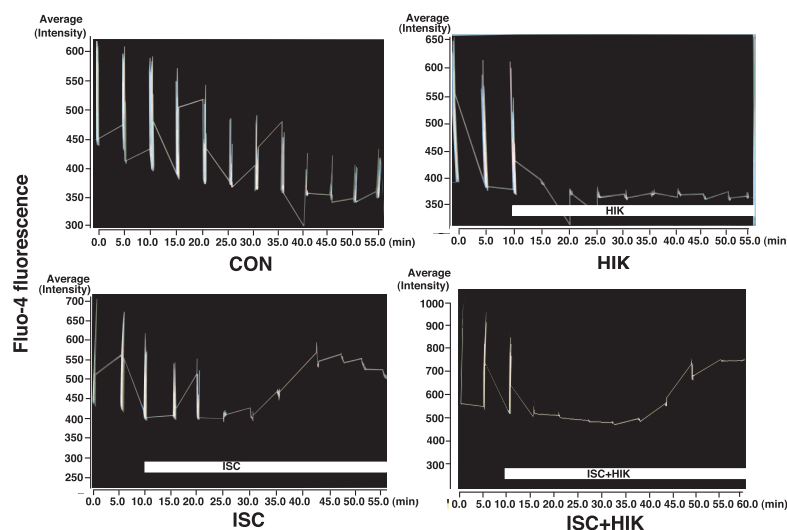 Fluo-4 fluorescence
Average
(Intensity)
600
550
500
450
400
350
300
0.0 5.0 10.0 15.0 20.0 25.0 30.0 35.0 40.0 45.0 50.0 55.0 (min)
CON
Average
(Intensity)
650
600
550
500
450
400
350
HIK
0.0 5.0 10.0 15.0 20.0 25.0 30.0 35.0 40.0 45.0 50.0 55.0 (min
HIK
Average
(Intensity)
700
600
550
500
450
400
350
300
250
ISC
0.0 5.0 10.0 15.0 20.0 25.0 30.0 35.0 40.0 45.0 50.0 55.0 (min)
ISC
Average
(Intensity)
1000
900
800
700
600
500
400
300
ISC+HIK
0.0 5.0 10.0 15.0 20.0 25.0 30.0 35.0 40.0 45.0 50.0 55.0 60.0 (min)
ISC+HIK